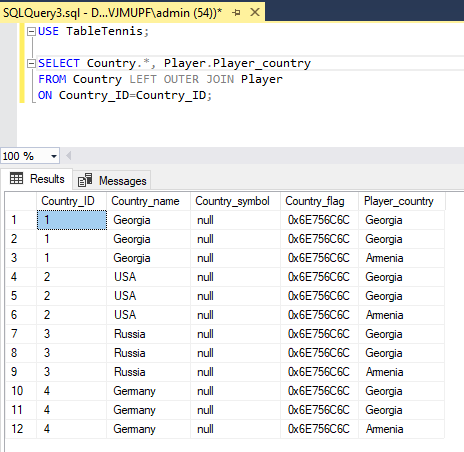 SQLQuery3.sql - D...VJMUPF\admin (54))*
USE TableTennis;
SELECT Country.*, Player.Player_country
FROM Country LEFT OUTER JOIN Player
ON Country_ID=Country_ID;
100 %
Results Messages
Country_ID Country_name Country_symbol Country_flag Player_country
1 1 Georgia null 0x6E756C6C Georgia
2 1 Georgia null 0x6E756C6C Georgia
3 1 Georgia null 0x6E756C6C Armenia
4 2 USA null 0x6E756C6C Georgia
5 2 USA null 0x6E756C6C Georgia
6 2 USA null 0x6E756C6C Armenia
7 3 Russia null 0x6E756C6C Georgia
8 3 Russia null 0x6E756C6C Georgia
9 3 Russia null 0x6E756C6C Armenia
10 4 Germany null 0x6E756C6C Georgia
11 4 Germany null 0x6E756C6C Georgia
12 4 Germany null 0x6E756C6C Armenia